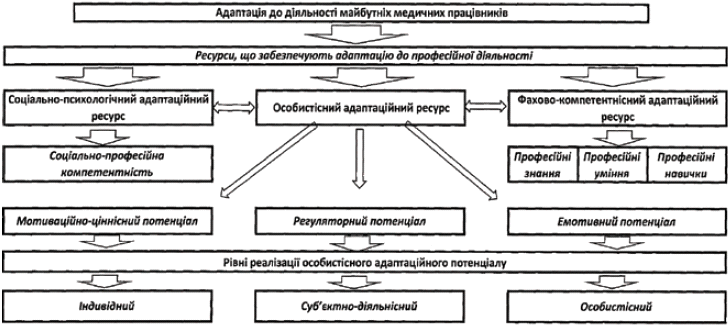 Адаптація до діяльності майбутніх медичних працівників
Ресурси, що забезпечують адаптацію до професійної діяльності
Соціально-психологічний адаптаційний
ресурс
Особистісний адаптаційний ресурс
Фахово-компетентнісний адаптаційний
ресурс
Соціально-професійна
компетентність
Професійні
знання
Професійні
уміння
Професійні
навички
Мотиваційно-ціннісний потенціал
Регуляторний потенціал
Емотивний потенціал
Рівні реалізації особистісного адаптаційного потенціалу
Індивідний
Суб’єктно-діяльнісний
Особистісний